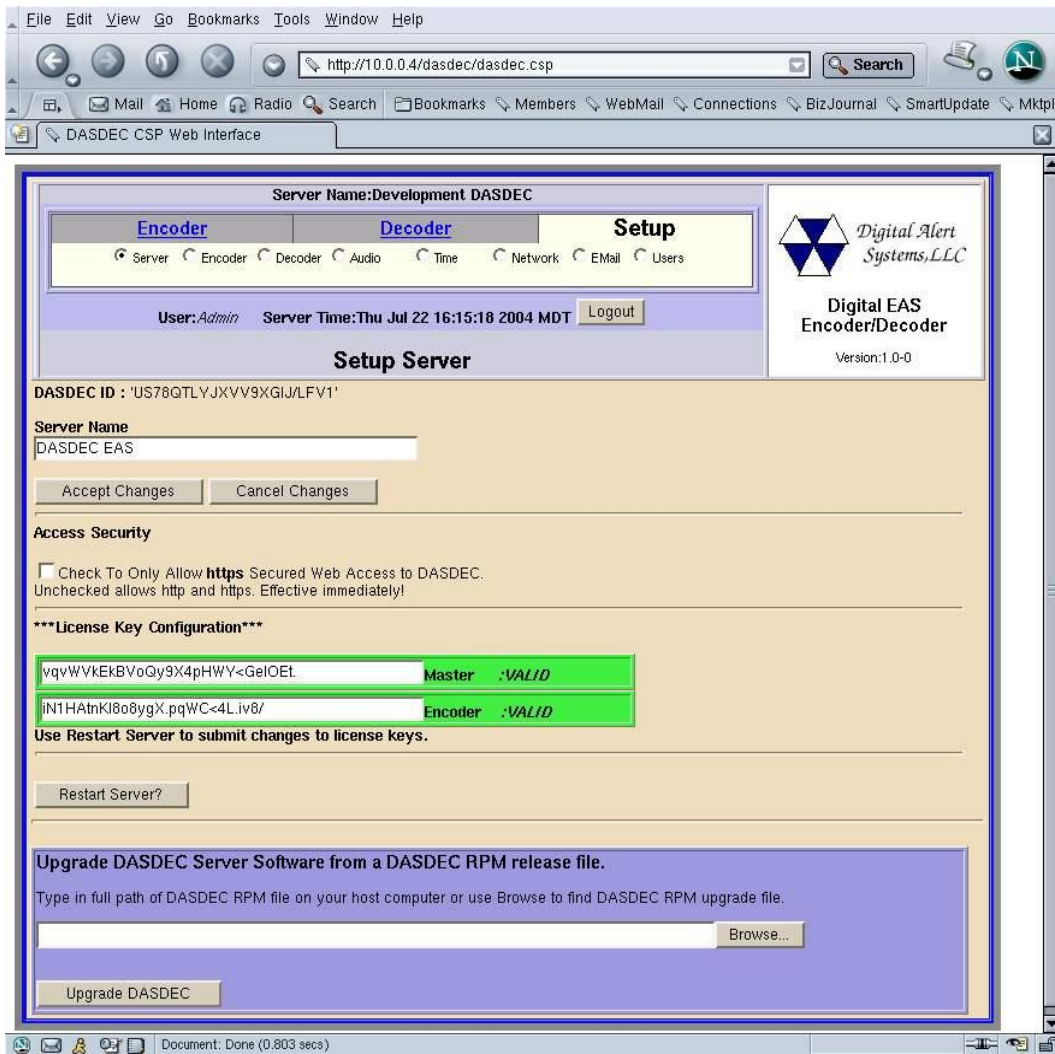 File Edit View Go Bookmarks Tools Window Help
http://10.0.0.4/dasdec/dasdec.csp
Search
N
Mail Home Radio Search Bookmarks Members WebMail Connections BizJournal SmartUpdate Mktpl
DASDEC CSP Web Interface
Server Name:Development DASDEC
Encoder Decoder Setup
Server Encoder Decoder Audio Time Network EMail Users
User:Admin Server Time:Thu Jul 22 16:15:18 2004 MDT Logout
Setup Server
Digital Alert
Systems,LLC
Digital EAS
Encoder/Decoder
Version:1.0-0
DASDEC ID : 'US78QTLYJXVV9XGIJ/LFV1'
Server Name
DASDEC EAS
Accept Changes Cancel Changes
Access Security
Check To Only Allow https Secured Web Access to DASDEC.
Unchecked allows http and https. Effective immediately!
***License Key Configuration***
vqvWVkEkBVoQy9X4pHWY<GelOEt. Master :VALID
iN1HAtnKl8o8ygX.pqWC<4L.iv8/ Encoder :VALID
Use Restart Server to submit changes to license keys.
Restart Server?
Upgrade DASDEC Server Software from a DASDEC RPM release file.
Type in full path of DASDEC RPM file on your host computer or use Browse to find DASDEC RPM upgrade file.
Browse...
Upgrade DASDEC
Document: Done (0.803 secs)